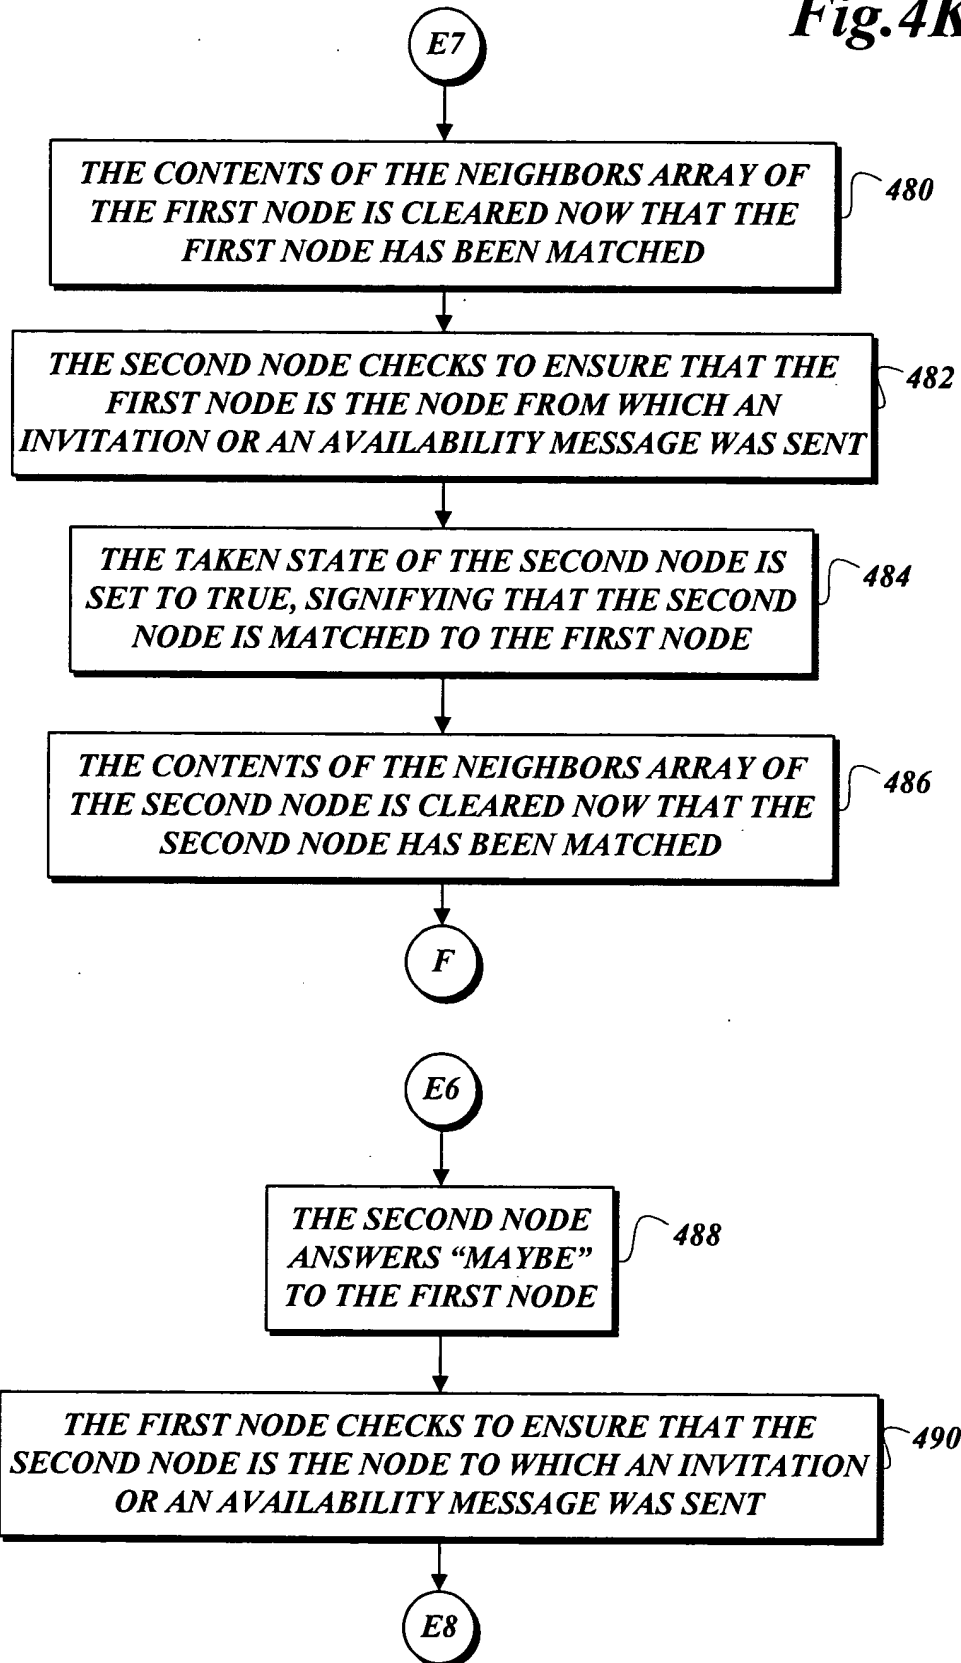 Fig.4K
E7
THE CONTENTS OF THE NEIGHBORS ARRAY OF
THE FIRST NODE IS CLEARED NOW THAT THE
FIRST NODE HAS BEEN MATCHED
480
THE SECOND NODE CHECKS TO ENSURE THAT THE
FIRST NODE IS THE NODE FROM WHICH AN
INVITATION OR AN AVAILABILITY MESSAGE WAS SENT
482
THE TAKEN STATE OF THE SECOND NODE IS
SET TO TRUE, SIGNIFYING THAT THE SECOND
NODE IS MATCHED TO THE FIRST NODE
484
THE CONTENTS OF THE NEIGHBORS ARRAY OF
THE SECOND NODE IS CLEARED NOW THAT THE
SECOND NODE HAS BEEN MATCHED
486
F
E6
THE SECOND NODE
ANSWERS “MAYBE”
TO THE FIRST NODE
488
THE FIRST NODE CHECKS TO ENSURE THAT THE
SECOND NODE IS THE NODE TO WHICH AN INVITATION
OR AN AVAILABILITY MESSAGE WAS SENT
490
E8